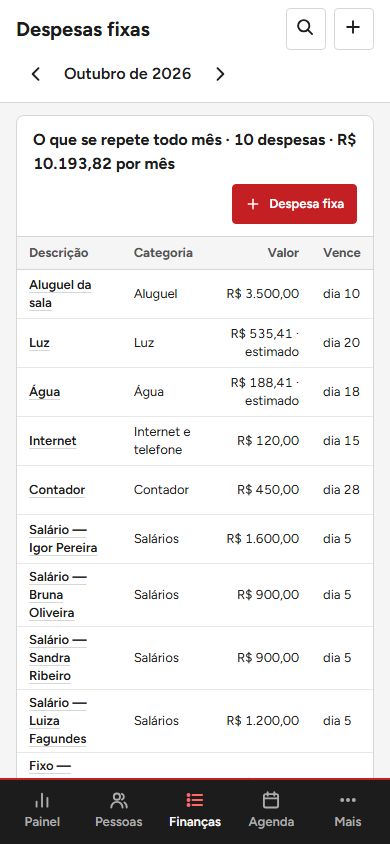 Despesas fixas
Outubro de 2026
O que se repete todo mês · 10 despesas · R$
10.193,82 por mês
Despesa fixa
Descrição Categoria Valor Vence
Aluguel da
sala
Aluguel R$ 3.500,00 dia 10
Luz Luz R$ 535,41 ·
estimado
dia 20
Água Água R$ 188,41 ·
estimado
dia 18
Internet Internet e
telefone
R$ 120,00 dia 15
Contador Contador R$ 450,00 dia 28
Salário —
Igor Pereira
Salários R$ 1.600,00 dia 5
Salário —
Bruna
Oliveira
Salários R$ 900,00 dia 5
Salário —
Sandra
Ribeiro
Salários R$ 900,00 dia 5
Salário —
Luiza
Fagundes
Salários R$ 1.200,00 dia 5
Fixo —
Painel Pessoas Finanças Agenda Mais